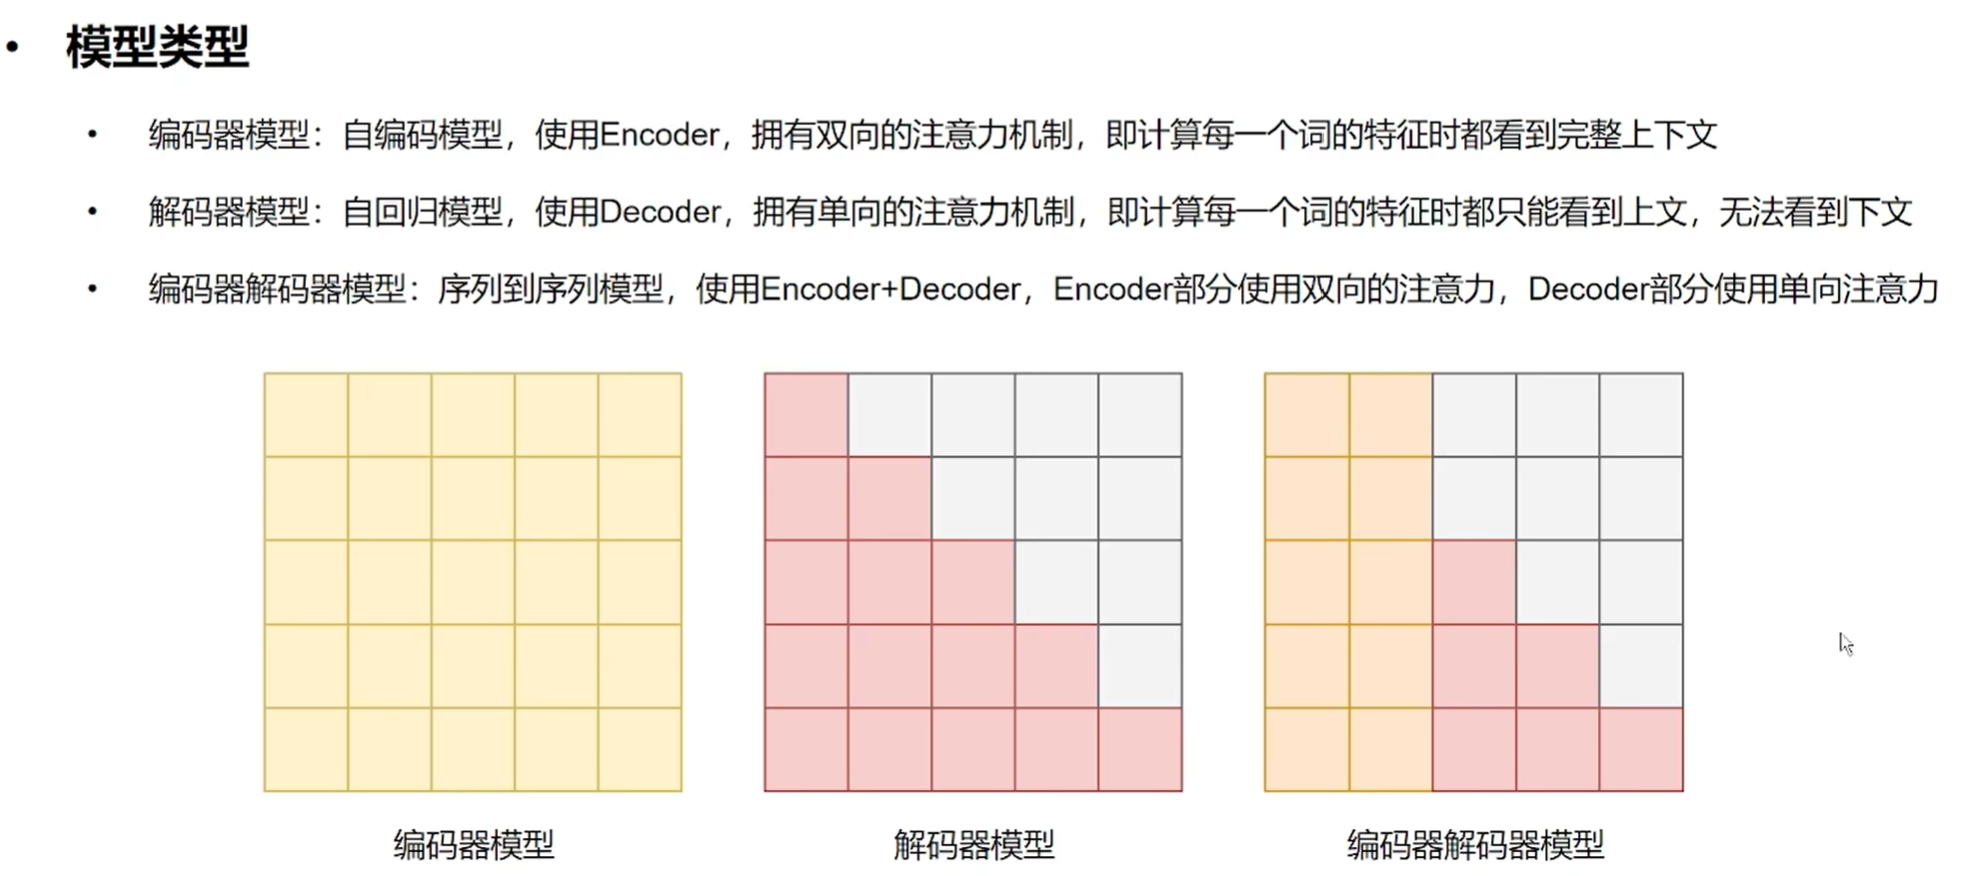 • 模型类型
• 编码器模型：自编码模型，使用Encoder，拥有双向的注意力机制，即计算每一个词的特征时都看到完整上下文
• 解码器模型：自回归模型，使用Decoder，拥有单向的注意力机制，即计算每一个词的特征时都只能看到上文，无法看到下文
• 编码器解码器模型：序列到序列模型，使用Encoder+Decoder，Encoder部分使用双向的注意力，Decoder部分使用单向注意力
编码器模型
解码器模型
编码器解码器模型